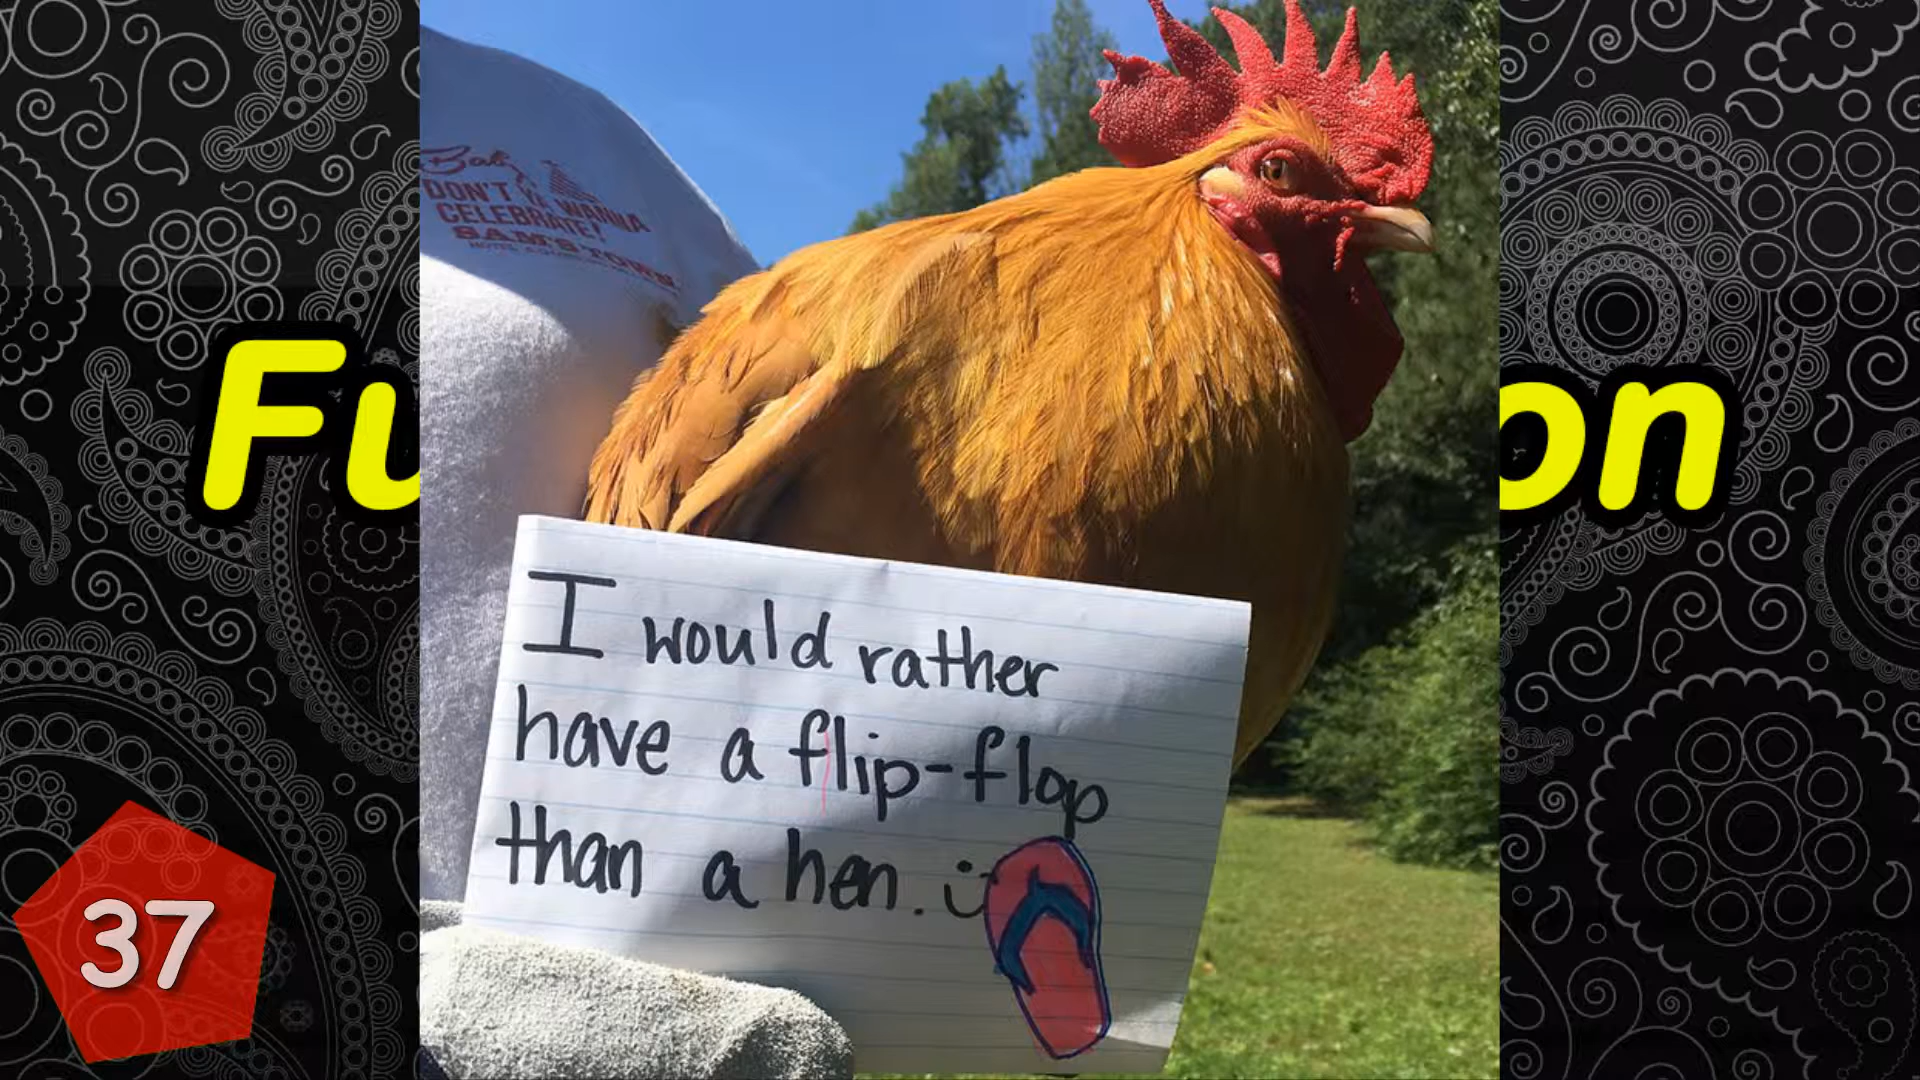 Fu
on
DON'T YA WANNA
CELEBRATE!
SAM'S TOWN
I would rather
have a flip-flop
than a hen. :)
37